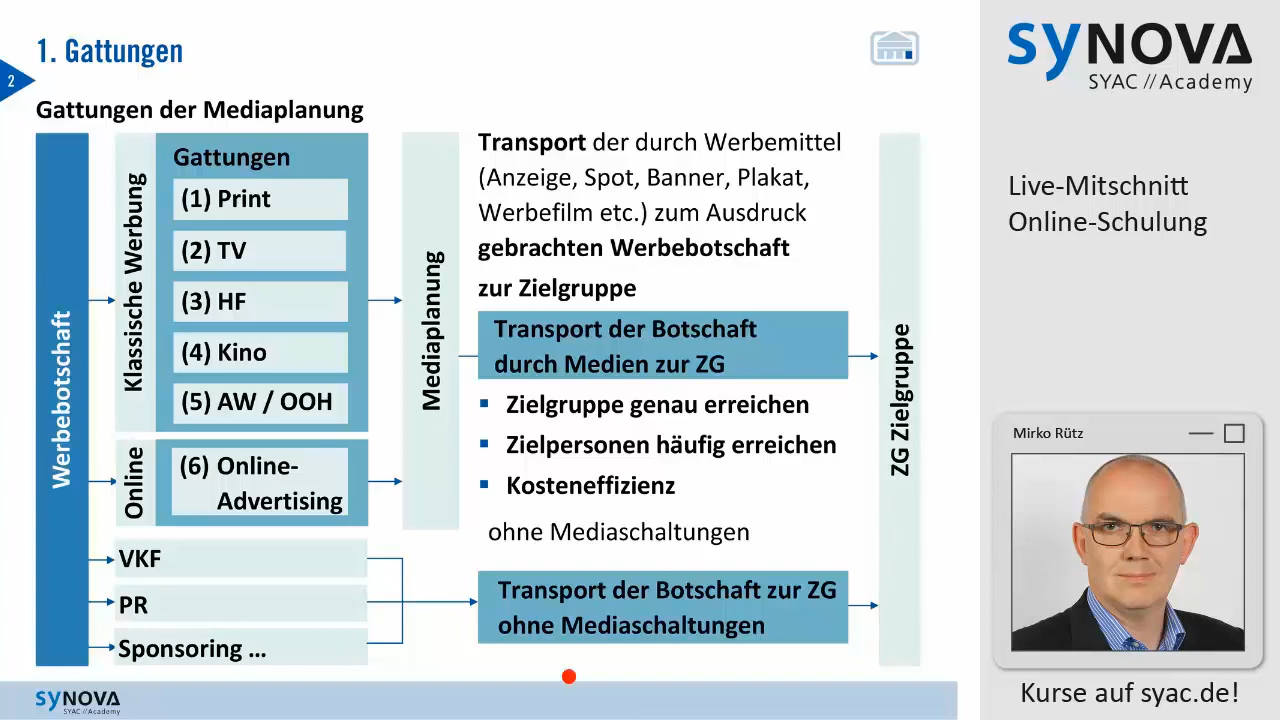 1. Gattungen
2
Gattungen der Mediaplanung
Werbebotschaft
Klassische Werbung
Gattungen
(1) Print
(2) TV
(3) HF
(4) Kino
(5) AW / OOH
Online
(6) Online-
Advertising
VKF
PR
Sponsoring ...
Mediaplanung
Transport der durch Werbemittel
(Anzeige, Spot, Banner, Plakat,
Werbefilm etc.) zum Ausdruck
gebrachten Werbebotschaft
zur Zielgruppe
Transport der Botschaft
durch Medien zur ZG
▪ Zielgruppe genau erreichen
▪ Zielpersonen häufig erreichen
▪ Kosteneffizienz
ohne Mediaschaltungen
Transport der Botschaft zur ZG
ohne Mediaschaltungen
ZG Zielgruppe
syNOVA
SYAC // Academy
syNOVA
SYAC // Academy
Live-Mitschnitt
Online-Schulung
Mirko Rütz
Kurse auf syac.de!